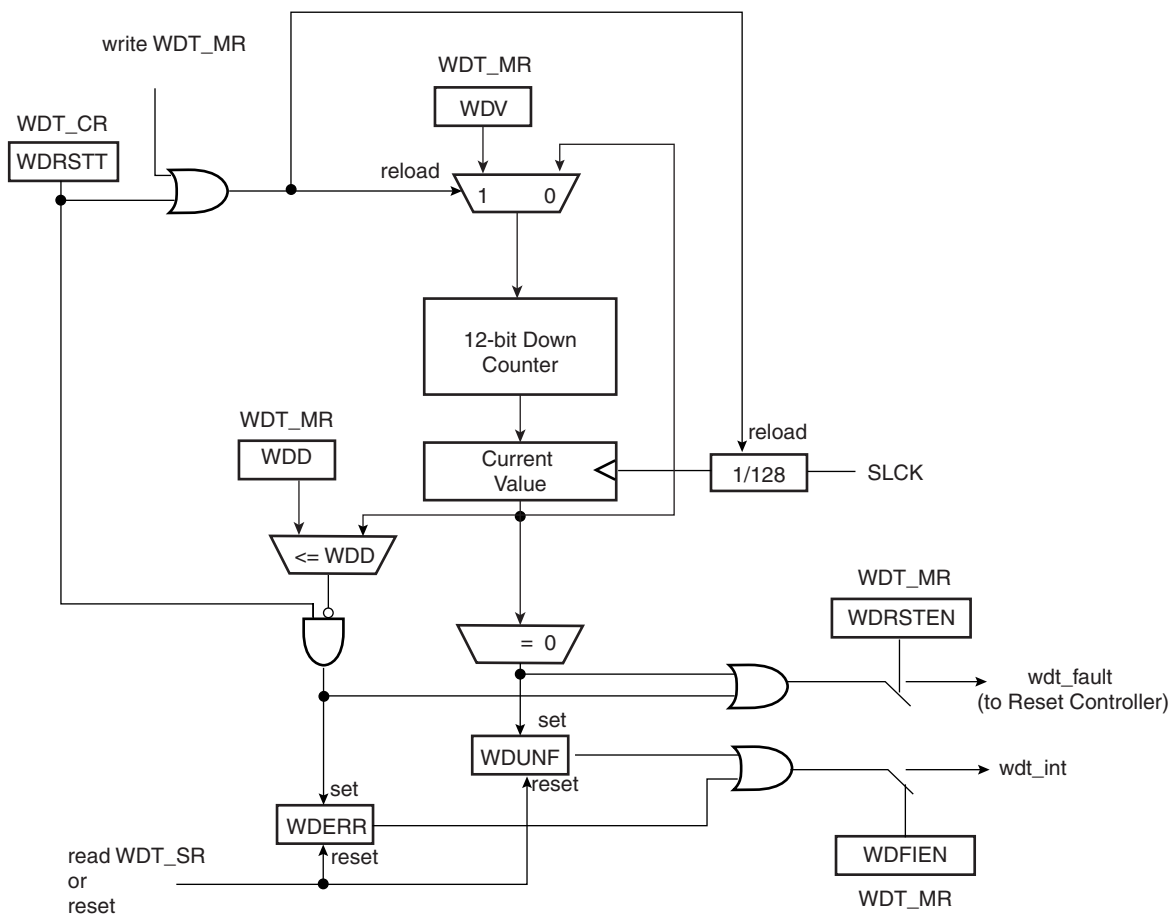 write WDT_MR
WDT_MR
WDV
WDT_CR
WDRSTT
reload
1 0
12-bit Down
Counter
WDT_MR
WDD
reload
Current
Value
1/128
SLCK
<= WDD
WDT_MR
WDRSTEN
= 0
wdt_fault
(to Reset Controller)
set
WDUNF
reset
wdt_int
set
WDERR
reset
read WDT_SR
or
reset
WDFIEN
WDT_MR